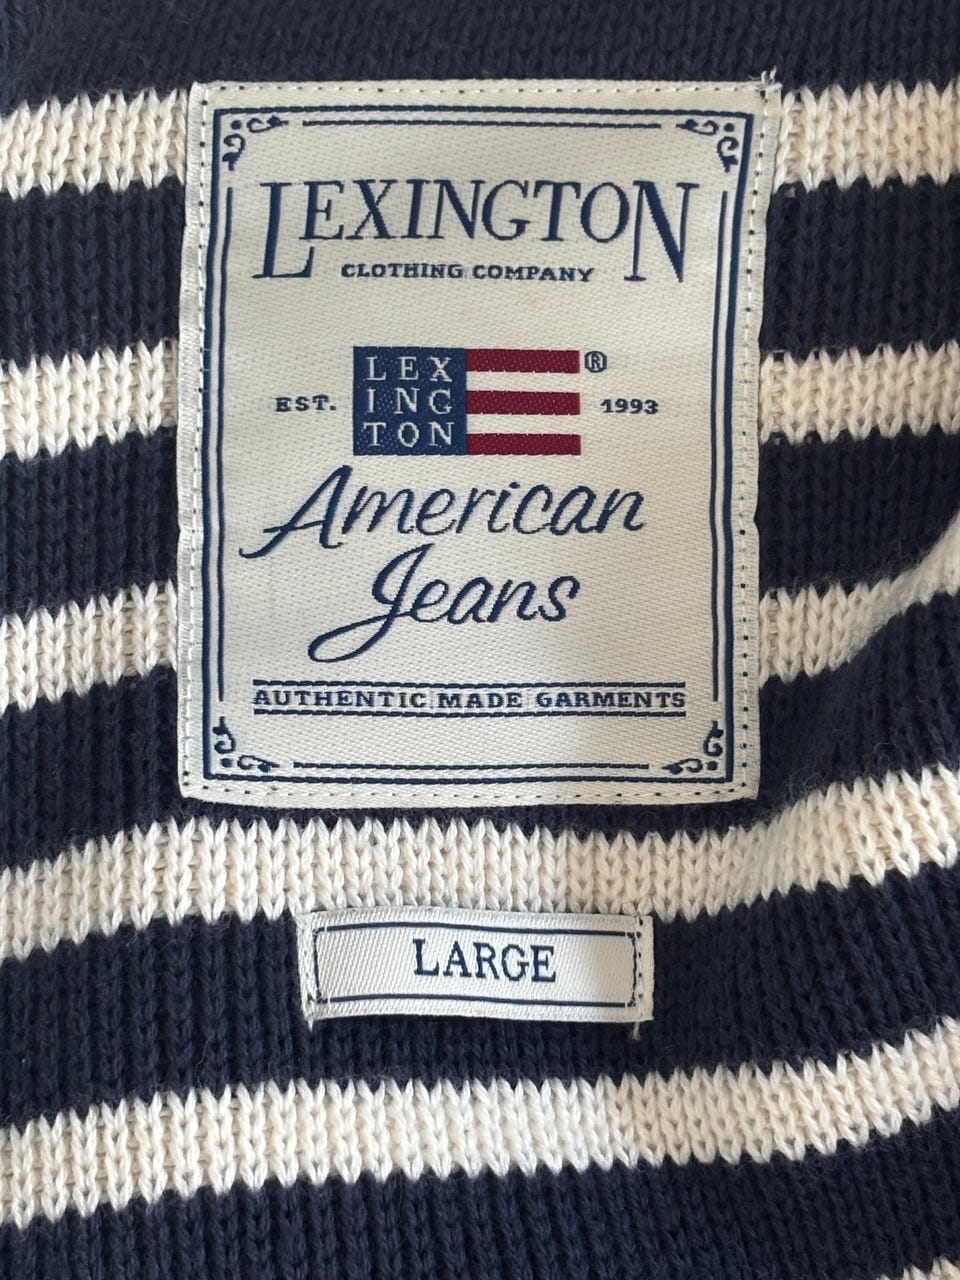 LEXINGTON
CLOTHING COMPANY
LEX
ING
TON
®
EST.
1993
American
Jeans
AUTHENTIC MADE GARMENTS
LARGE